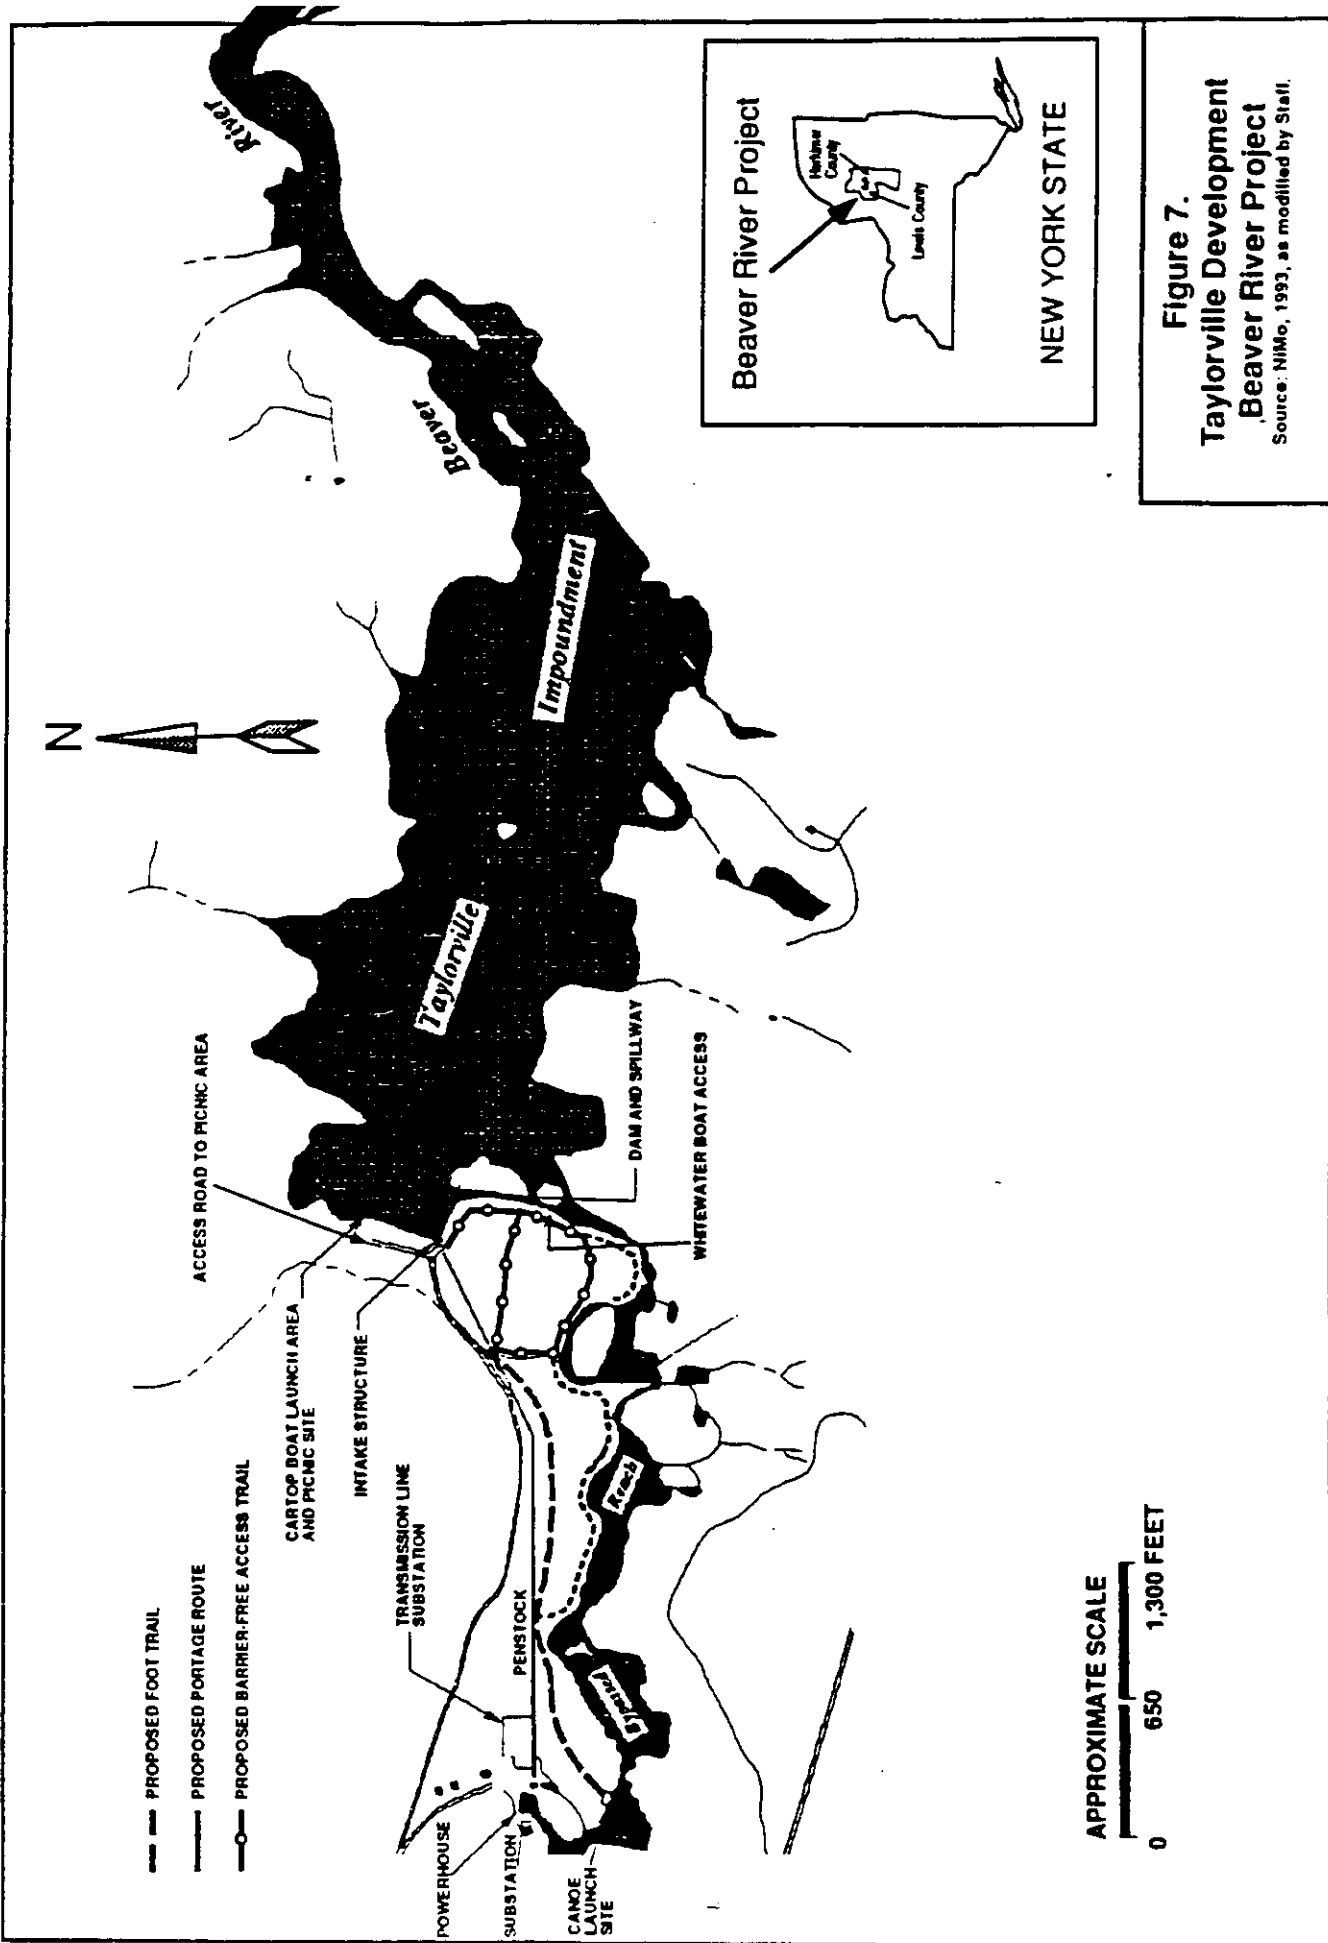 N
River
Beaver
Taylorville
Impoundment
ACCESS ROAD TO PICNIC AREA
CARTOP BOAT LAUNCH AREA
AND PICNIC SITE
INTAKE STRUCTURE
TRANSMISSION LINE
SUBSTATION
PENSTOCK
POWERHOUSE
SUBSTATION
CANOE
LAUNCH
SITE
Bypassed
Reach
DAM AND SPILLWAY
WHITEWATER BOAT ACCESS
PROPOSED FOOT TRAIL
PROPOSED PORTAGE ROUTE
PROPOSED BARRIER-FREE ACCESS TRAIL
APPROXIMATE SCALE
0 650 1,300 FEET
Beaver River Project
Herkimer
County
Lewis County
NEW YORK STATE
Figure 7.
Taylorville Development
Beaver River Project
Source: NiMo, 1993, as modified by Staff.